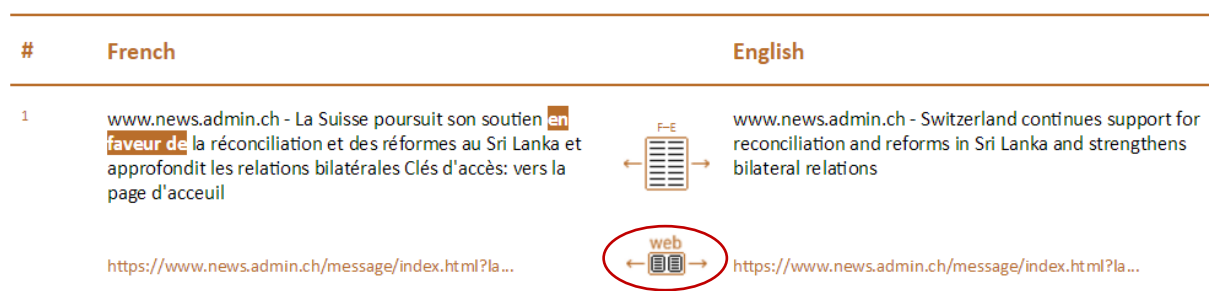 # French English
1 www.news.admin.ch - La Suisse poursuit son soutien en
faveur de la réconciliation et des réformes au Sri Lanka et
approfondit les relations bilatérales Clés d'accès: vers la
page d'acceuil
F–E
www.news.admin.ch - Switzerland continues support for
reconciliation and reforms in Sri Lanka and strengthens
bilateral relations
https://www.news.admin.ch/message/index.html?la...
web
https://www.news.admin.ch/message/index.html?la...